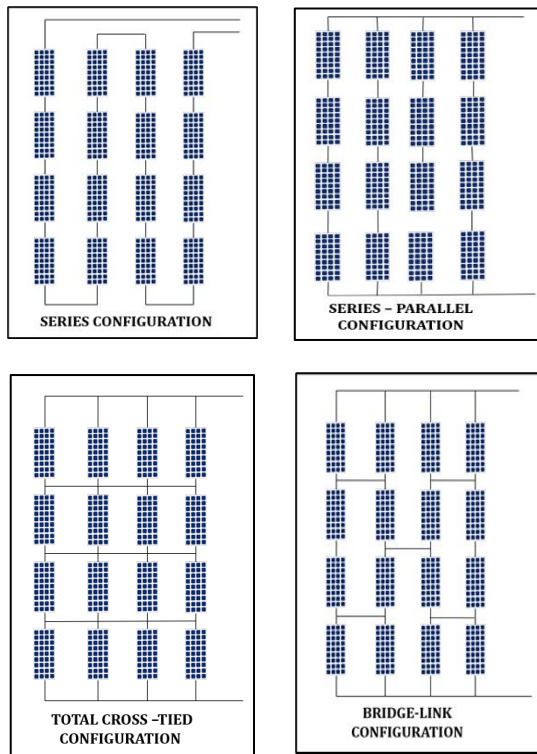 SERIES CONFIGURATION
SERIES – PARALLEL
CONFIGURATION
TOTAL CROSS –TIED
CONFIGURATION
BRIDGE-LINK
CONFIGURATION